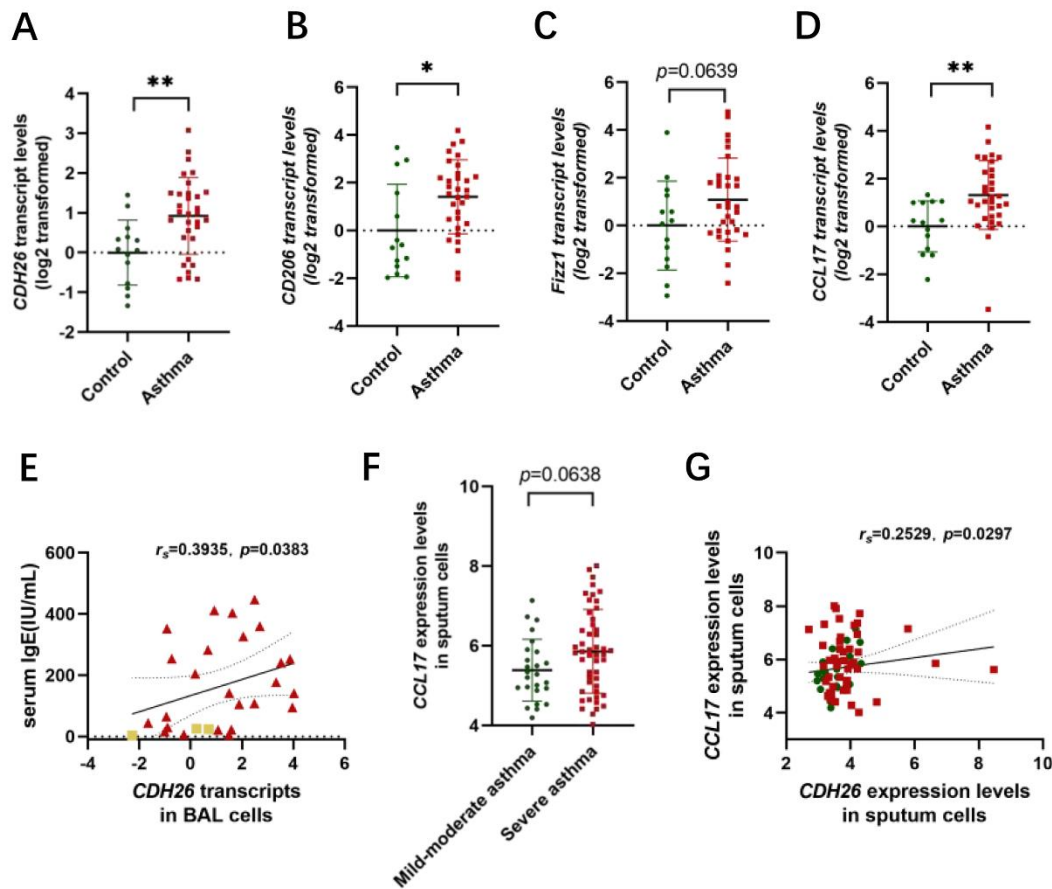 A
**
CDH26 transcript levels
(log2 transformed)
4
3
2
1
0
-1
-2
Control
Asthma
B
*
CD206 transcript levels
(log2 transformed)
6
4
2
0
-2
-4
Control
Asthma
C
p=0.0639
Fizz1 transcript levels
(log2 transformed)
6
4
2
0
-2
-4
Control
Asthma
D
**
CCL17 transcript levels
(log2 transformed)
6
4
2
0
-2
-4
Control
Asthma
E
rs=0.3935, p=0.0383
serum IgE(IU/mL)
600
400
200
0
-4 -2 0 2 4 6
CDH26 transcripts
in BAL cells
F
p=0.0638
CCL17 expression levels
in sputum cells
10
8
6
4
Mild-moderate asthma
Severe asthma
G
rs=0.2529, p=0.0297
CCL17 expression levels
in sputum cells
10
8
6
4
2 4 6 8 10
CDH26 expression levels
in sputum cells